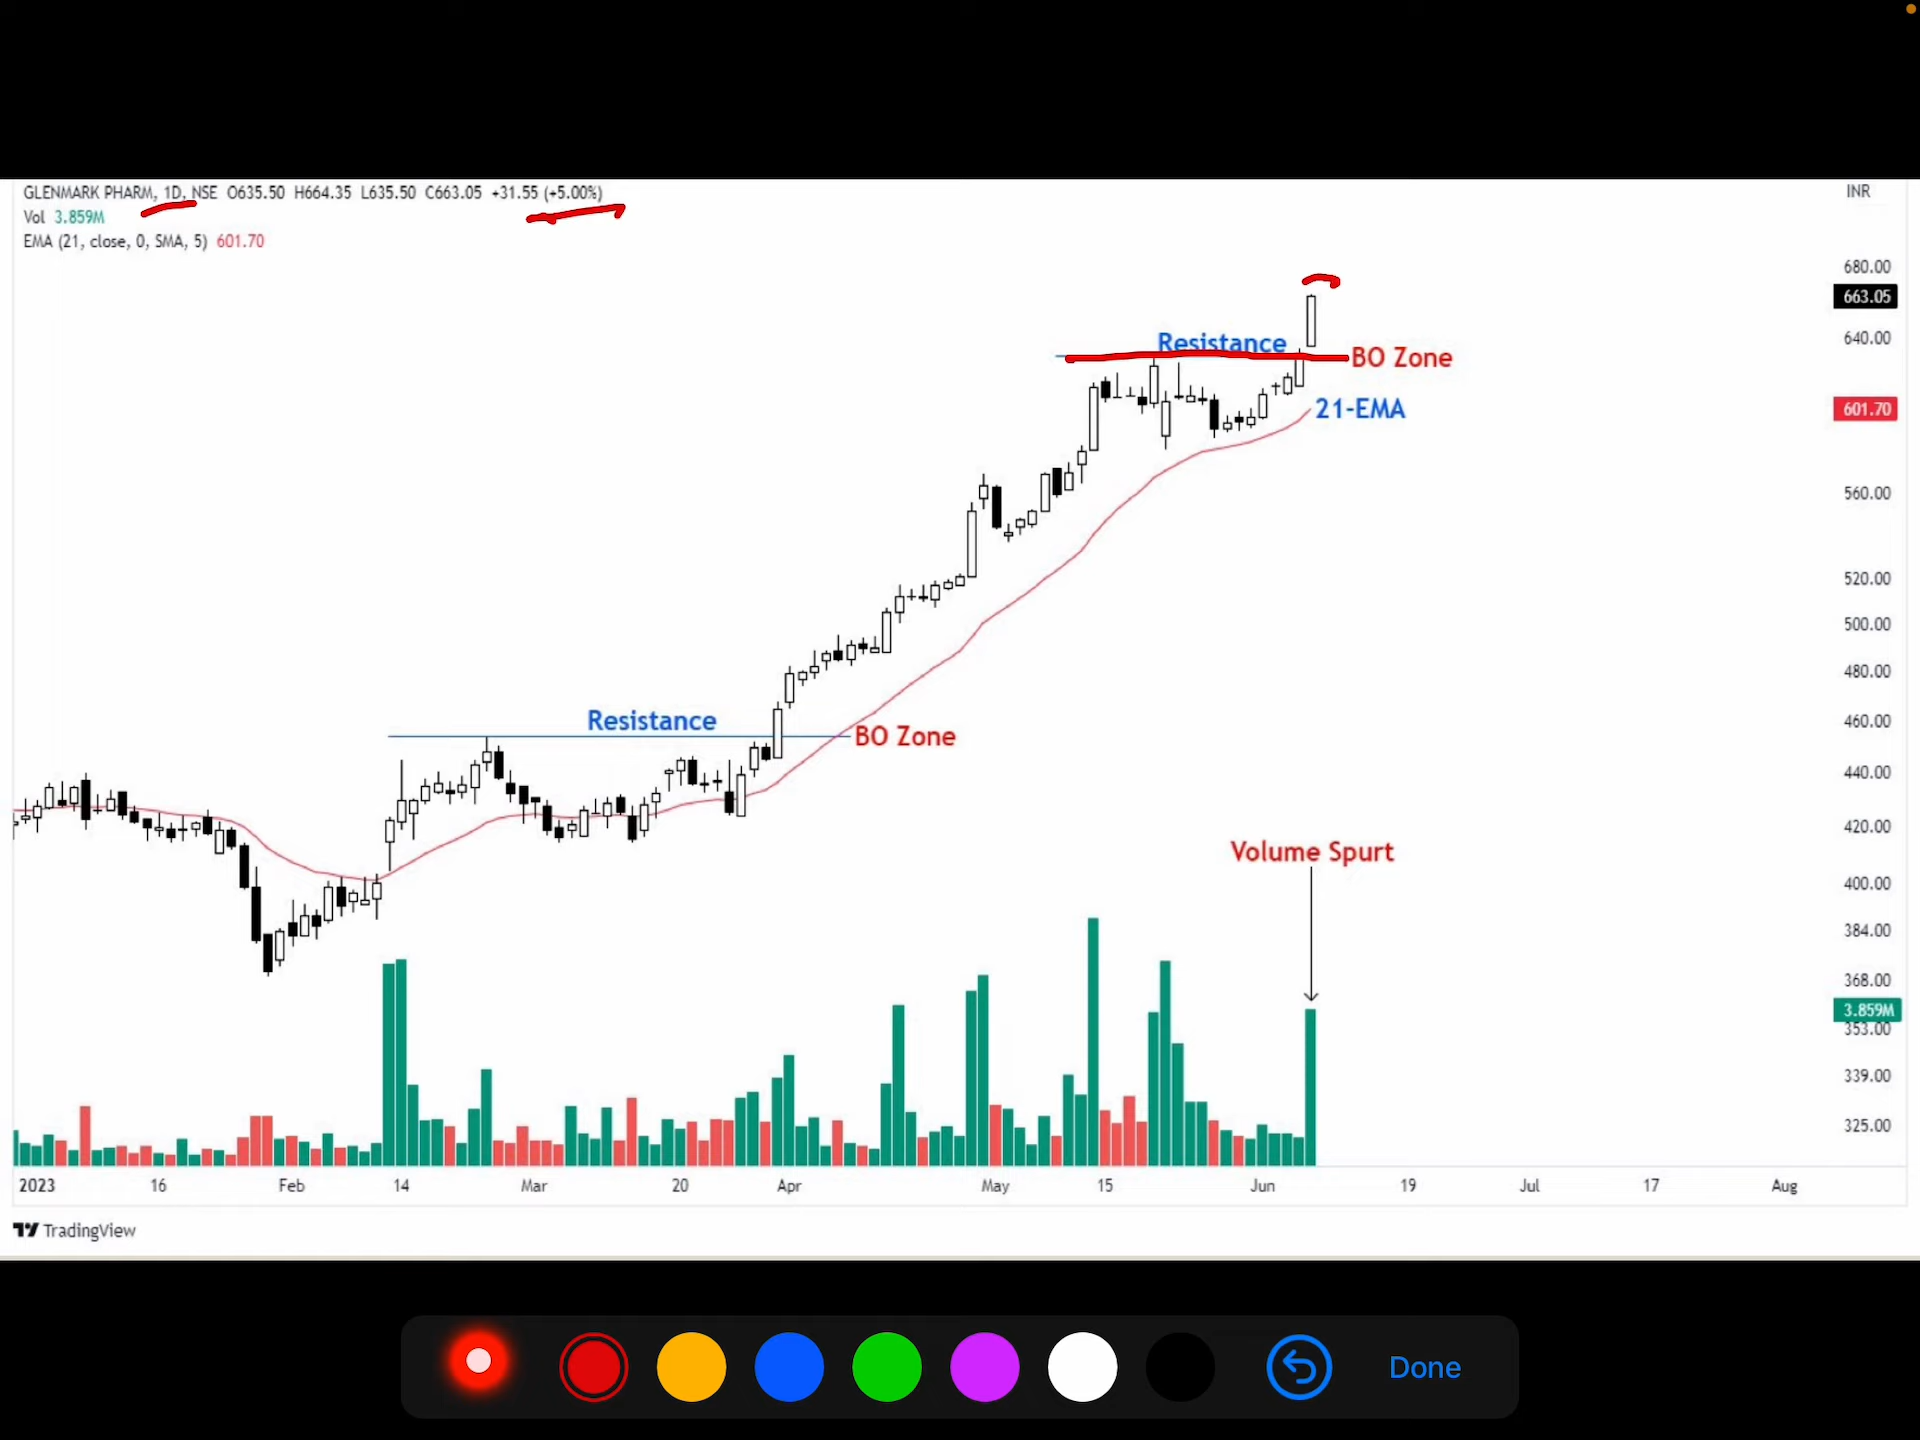 GLENMARK PHARM, 1D, NSE O635.50 H664.35 L635.50 C663.05 +31.55 (+5.00%)
INR
Vol 3.859M
EMA (21, close, 0, SMA, 5) 601.70
680.00
663.05
640.00
Resistance
BO Zone
21-EMA
601.70
560.00
520.00
500.00
480.00
460.00
Resistance
BO Zone
440.00
420.00
Volume Spurt
400.00
384.00
368.00
3.859M
353.00
339.00
325.00
2023 16 Feb 14 Mar 20 Apr May 15 Jun 19 Jul 17 Aug
TradingView
Done